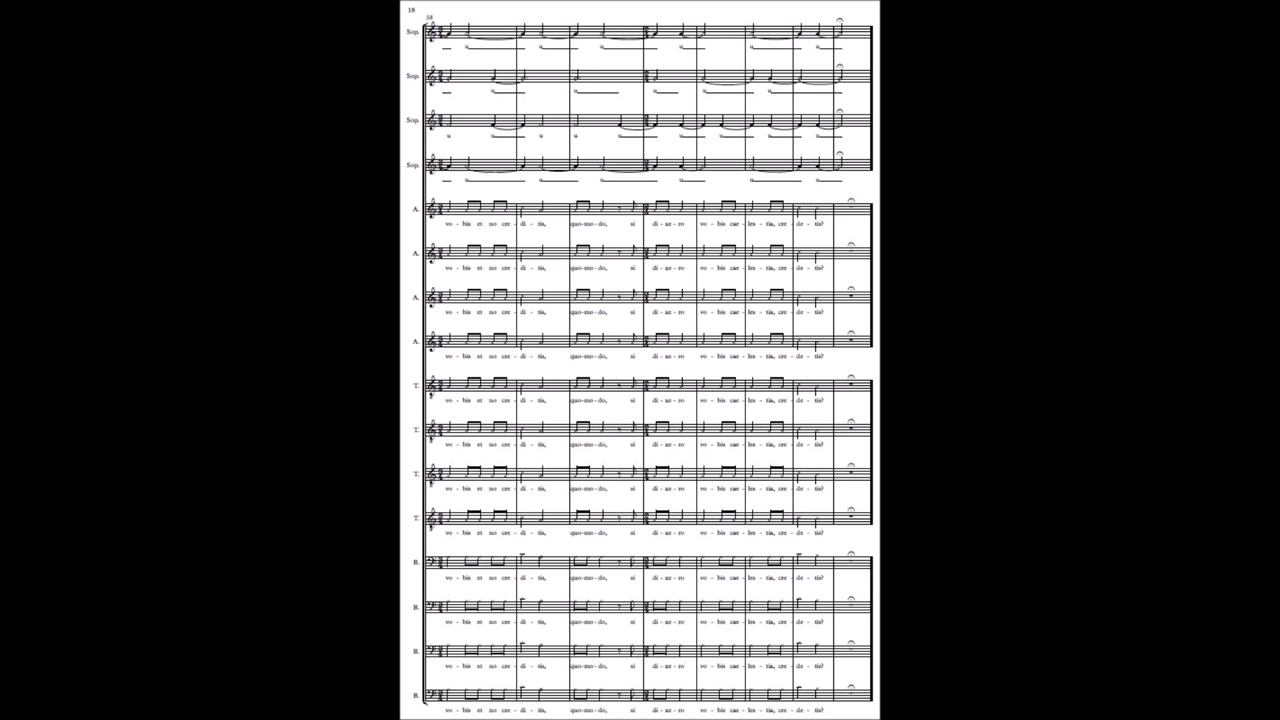 18
58
Sop.
u u u u u u
Sop.
u u u u u
Sop.
u u u u u u u u u
Sop.
u u u u u u
A.
vo - bis et no cre - di - tis, quo-mo-do, si di - xe - ro vo - bis cae - les - tia, cre - de - tis?
A.
vo - bis et no cre - di - tis, quo-mo-do, si di - xe - ro vo - bis cae - les - tia, cre - de - tis?
A.
vo - bis et no cre - di - tis, quo-mo-do, si di - xe - ro vo - bis cae - les - tia, cre - de - tis?
A.
vo - bis et no cre - di - tis, quo-mo-do, si di - xe - ro vo - bis cae - les - tia, cre - de - tis?
T.
vo - bis et no cre - di - tis, quo-mo-do, si di - xe - ro vo - bis cae - les - tia, cre - de - tis?
T.
vo - bis et no cre - di - tis, quo-mo-do, si di - xe - ro vo - bis cae - les - tia, cre - de - tis?
T.
vo - bis et no cre - di - tis, quo-mo-do, si di - xe - ro vo - bis cae - les - tia, cre - de - tis?
T.
vo - bis et no cre - di - tis, quo-mo-do, si di - xe - ro vo - bis cae - les - tia, cre - de - tis?
B.
vo - bis et no cre - di - tis, quo-mo-do, si di - xe - ro vo - bis cae - les - tia, cre - de - tis?
B.
vo - bis et no cre - di - tis, quo-mo-do, si di - xe - ro vo - bis cae - les - tia, cre - de - tis?
B.
vo - bis et no cre - di - tis, quo-mo-do, si di - xe - ro vo - bis cae - les - tia, cre - de - tis?
B.
vo - bis et no cre - di - tis, quo-mo-do, si di - xe - ro vo - bis cae - les - tia, cre - de - tis?